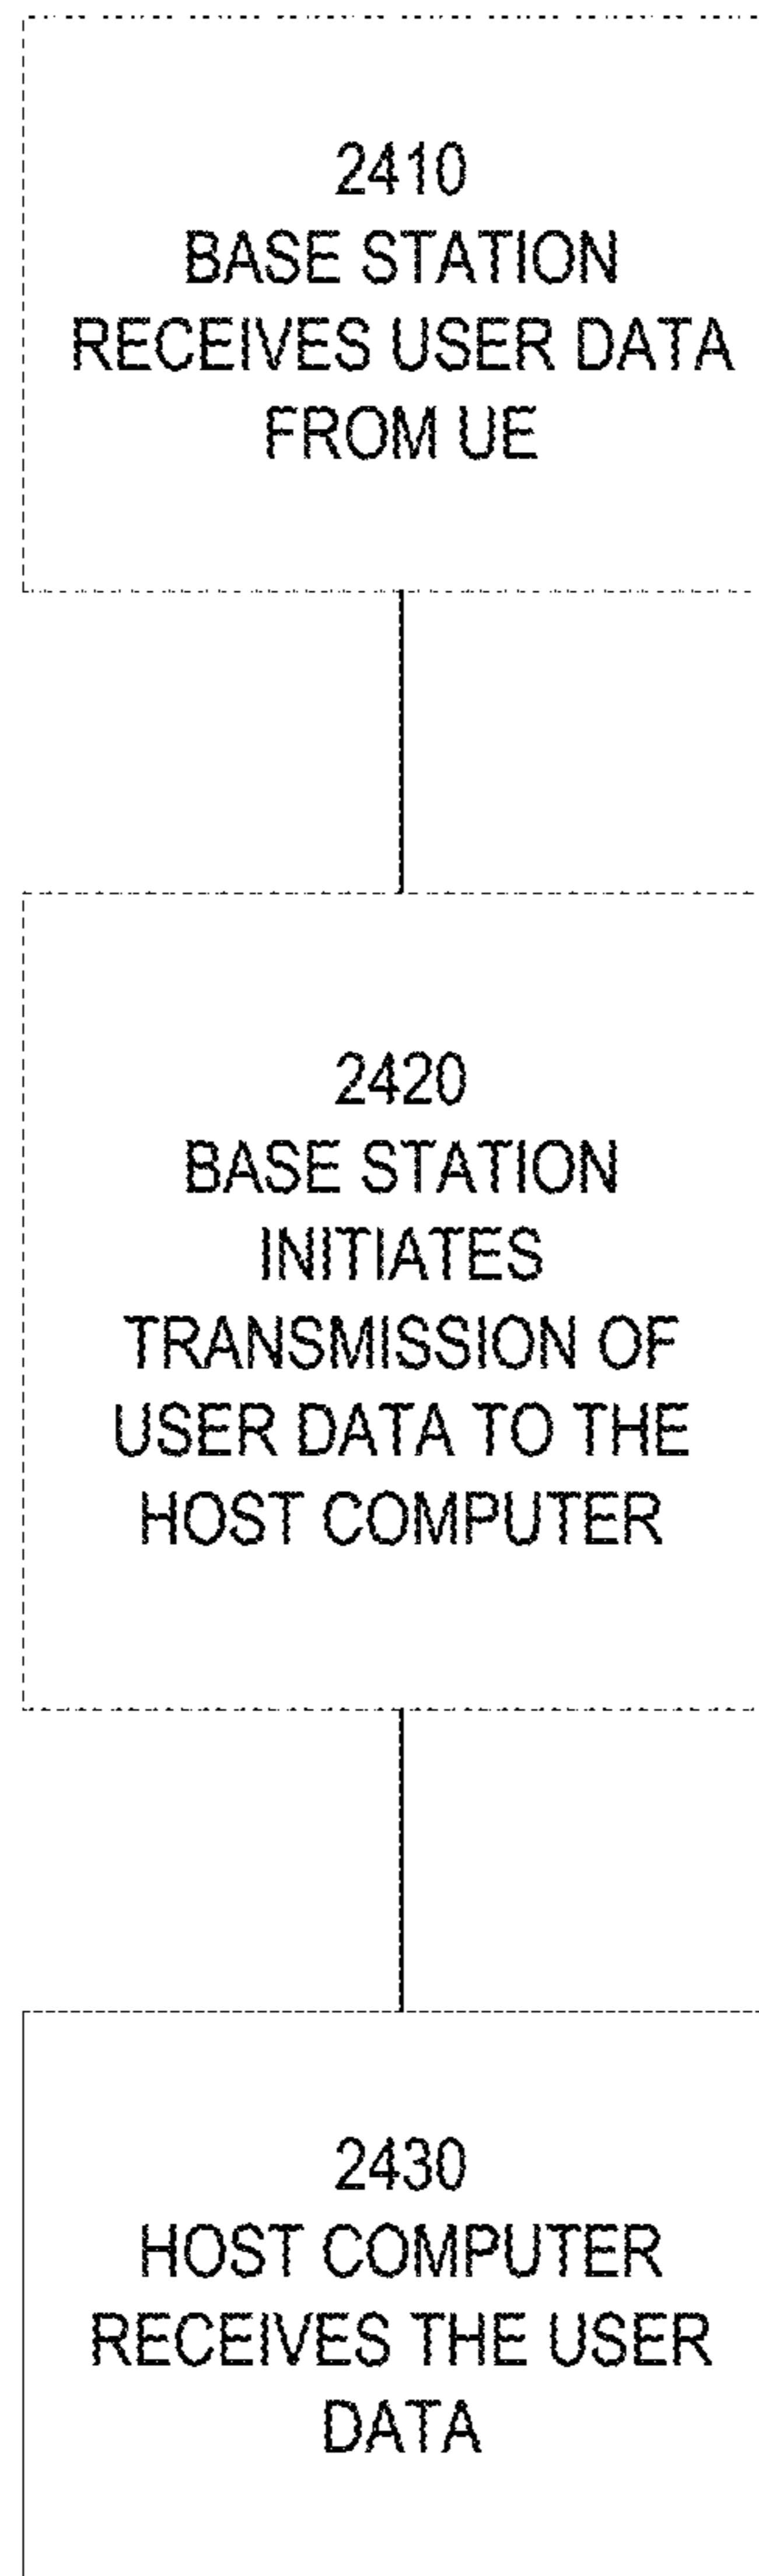 2410
BASE STATION
RECEIVES USER DATA
FROM UE
2420
BASE STATION
INITIATES
TRANSMISSION OF
USER DATA TO THE
HOST COMPUTER
2430
HOST COMPUTER
RECEIVES THE USER
DATA